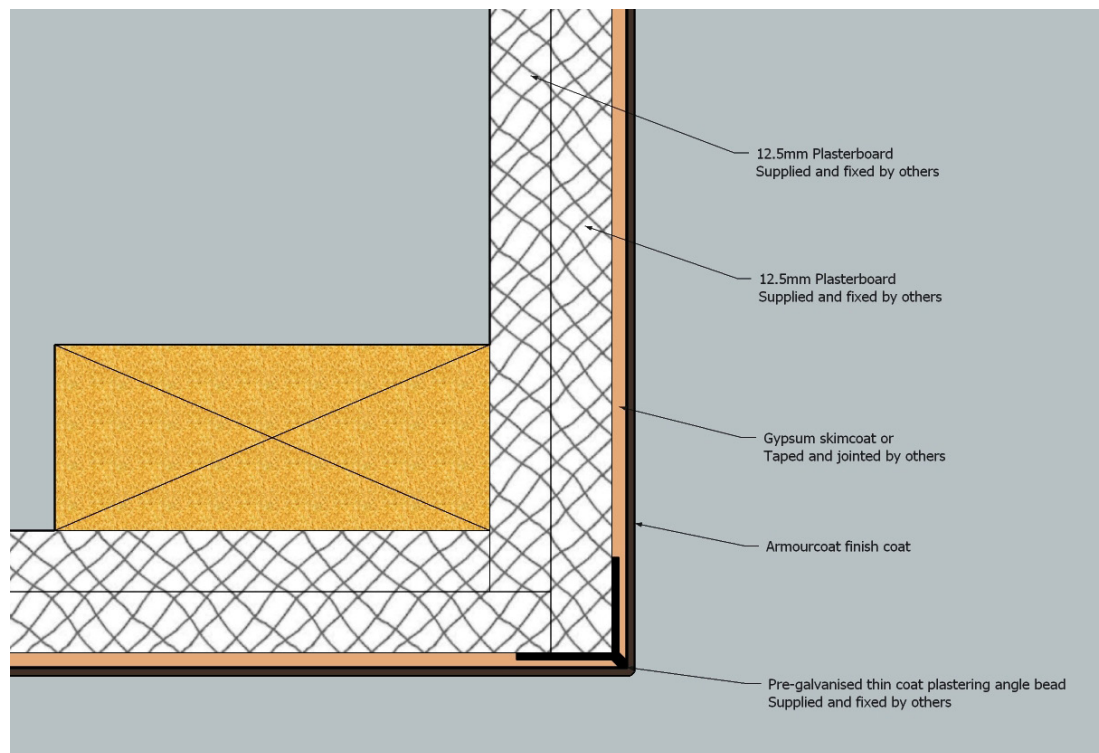 12.5mm Plasterboard
Supplied and fixed by others
12.5mm Plasterboard
Supplied and fixed by others
Gypsum skimcoat or
Taped and jointed by others
Armourcoat finish coat
Pre-galvanised thin coat plastering angle bead
Supplied and fixed by others